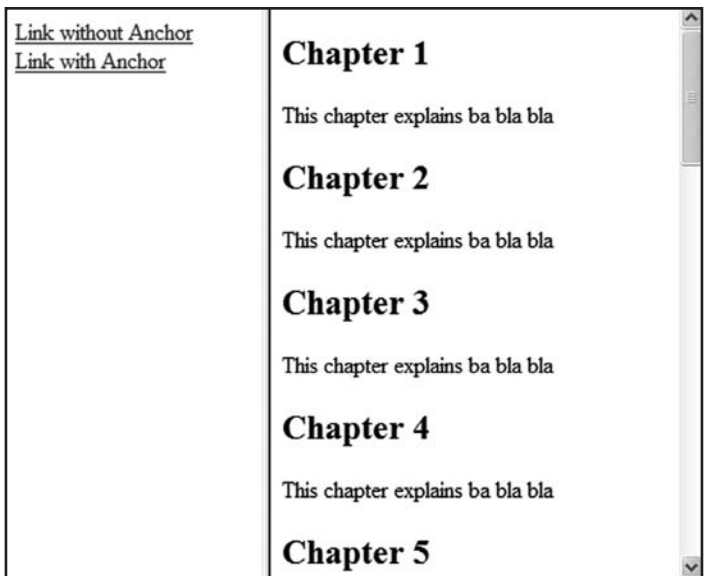 Link without Anchor
Link with Anchor
Chapter 1
This chapter explains ba bla bla
Chapter 2
This chapter explains ba bla bla
Chapter 3
This chapter explains ba bla bla
Chapter 4
This chapter explains ba bla bla
Chapter 5